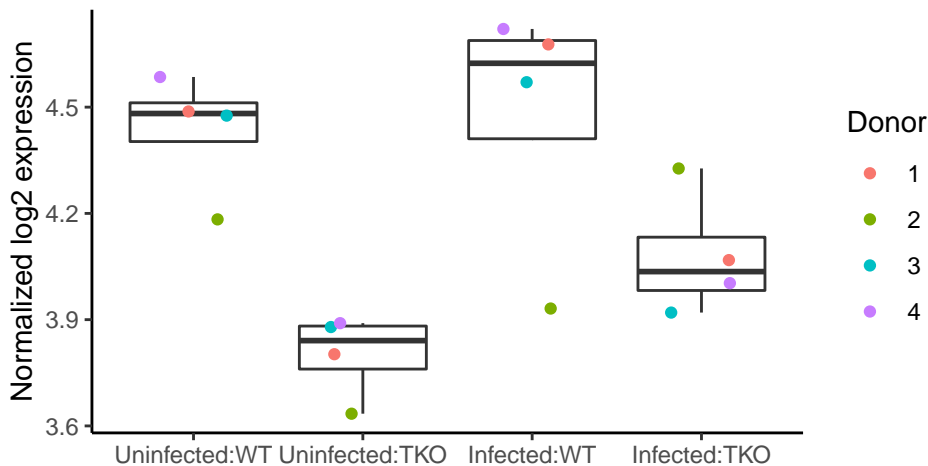 Normalized log2 expression
4.5
4.2
3.9
3.6
Uninfected:WT
Uninfected:TKO
Infected:WT
Infected:TKO
Donor
1
2
3
4